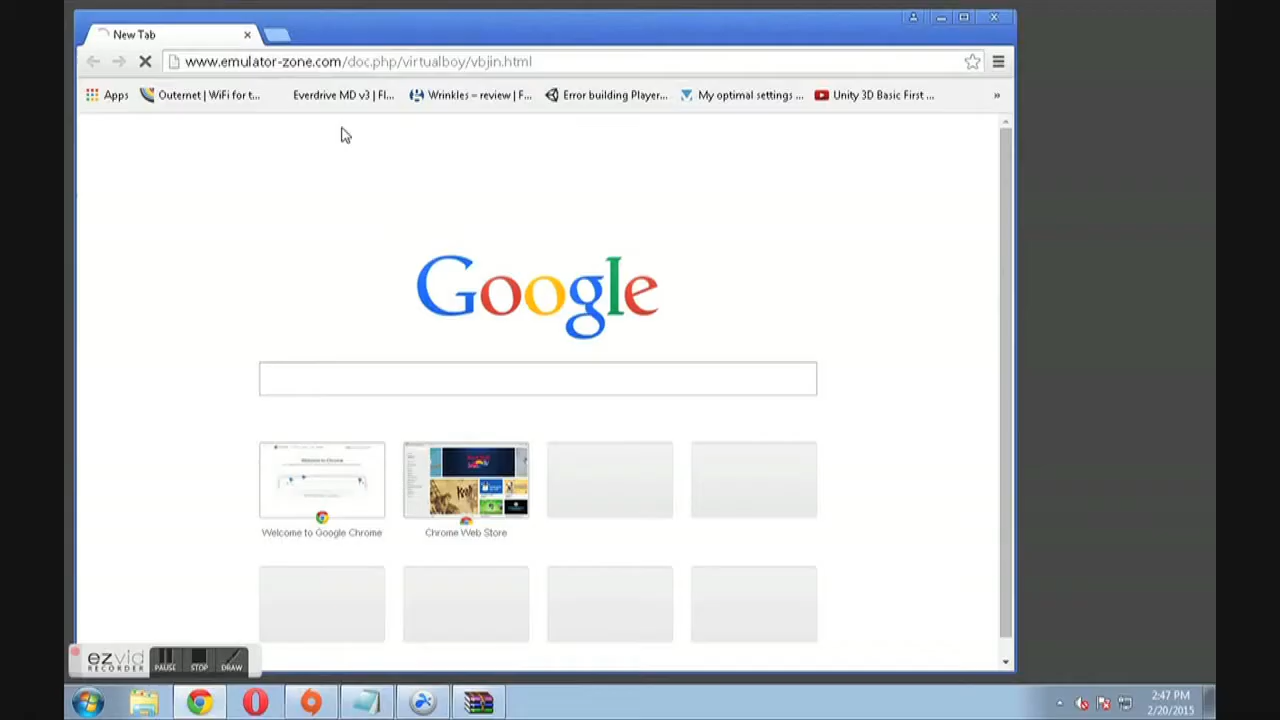 New Tab
www.emulator-zone.com/doc.php/virtualboy/vbjin.html
Apps Outernet | WiFi for t... Everdrive MD v3 | Fl... Wrinkles – review | F... Error building Player... My optimal settings ... Unity 3D Basic First ... »
Google
Welcome to Google Chrome Chrome Web Store
ezvid
RECORDER
PAUSE STOP DRAW
2:47 PM
2/20/2015